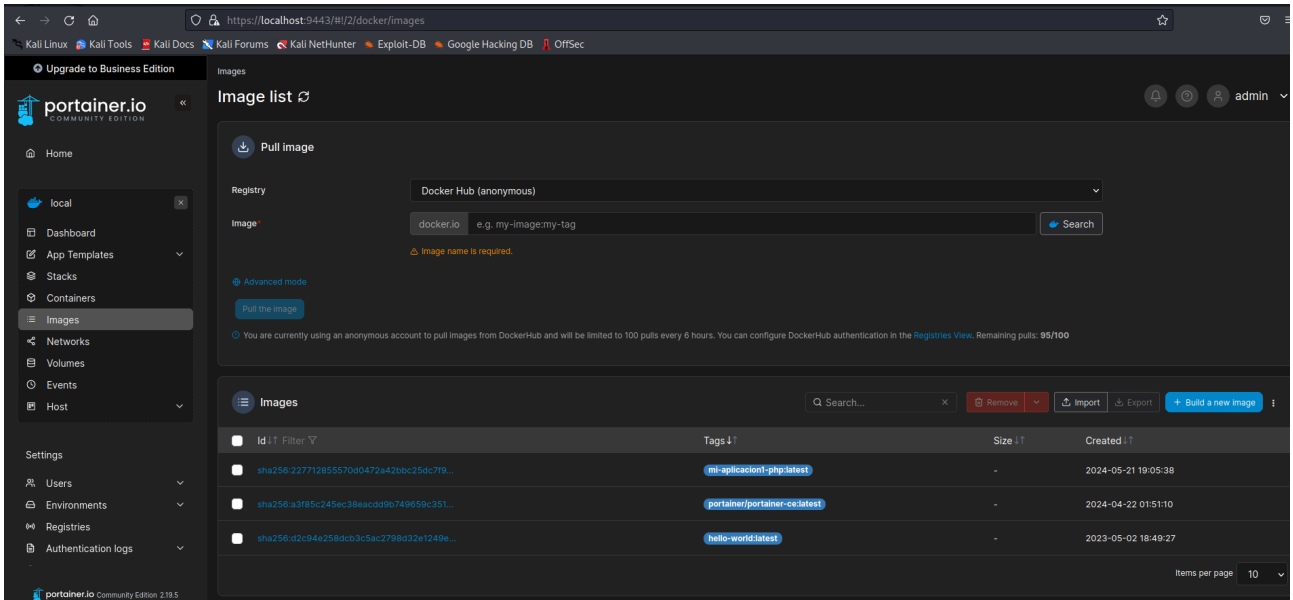 https://localhost:9443/#!/2/docker/images
Kali Linux Kali Tools Kali Docs Kali Forums Kali NetHunter Exploit-DB Google Hacking DB OffSec
Upgrade to Business Edition
portainer.io
COMMUNITY EDITION
Home
local
Dashboard
App Templates
Stacks
Containers
Images
Networks
Volumes
Events
Host
Settings
Users
Environments
Registries
Authentication logs
portainer.io Community Edition 2.19.5
Images
Image list
admin
Pull image
Registry
Docker Hub (anonymous)
Image*
docker.io e.g. my-image:my-tag
Search
Image name is required.
Advanced mode
Pull the image
You are currently using an anonymous account to pull images from DockerHub and will be limited to 100 pulls every 6 hours. You can configure DockerHub authentication in the Registries View. Remaining pulls: 95/100
Images
Search... Remove Import Export + Build a new image
Id Filter Tags Size Created
sha256:227712855570d0472a42bbc25dc7f9... mi-aplicacion1-php:latest - 2024-05-21 19:05:38
sha256:a3f85c245ec38eacdd9b749659c351... portainer/portainer-ce:latest - 2024-04-22 01:51:10
sha256:d2c94e258dcb3c5ac2798d32e1249e... hello-world:latest - 2023-05-02 18:49:27
Items per page 10